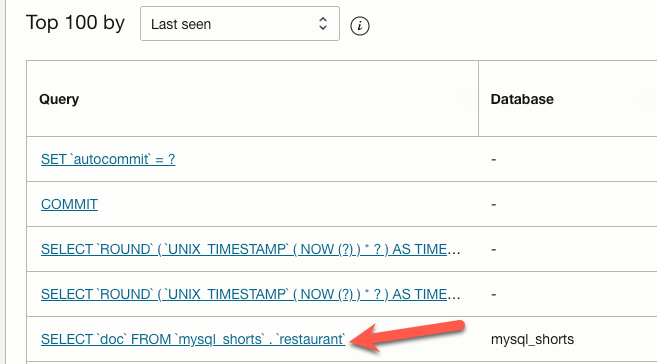 Top 100 by Last seen
Query Database
SET `autocommit` = ? -
COMMIT -
SELECT `ROUND` ( `UNIX_TIMESTAMP` ( NOW (?) ) * ? ) AS TIME… -
SELECT `ROUND` ( `UNIX_TIMESTAMP` ( NOW (?) ) * ? ) AS TIME… -
SELECT `doc` FROM `mysql_shorts` . `restaurant` mysql_shorts